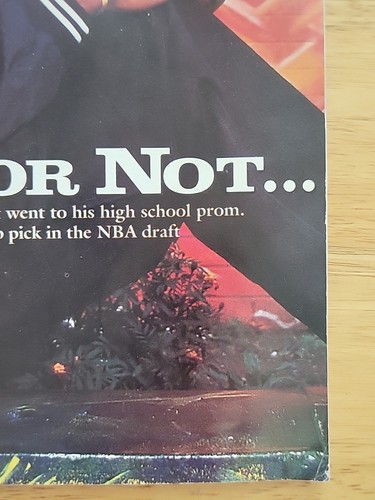 OR NOT...
went to his high school prom.
pick in the NBA draft